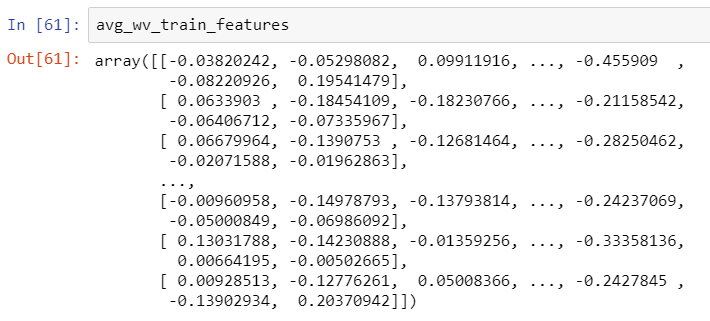 In [61]: avg_wv_train_features
Out[61]: array([[-0.03820242, -0.05298082,  0.09911916, ..., -0.455909  ,
        -0.08220926,  0.19541479],
       [ 0.0633903 , -0.18454109, -0.18230766, ..., -0.21158542,
        -0.06406712, -0.07335967],
       [ 0.06679964, -0.1390753 , -0.12681464, ..., -0.28250462,
        -0.02071588, -0.01962863],
       ...,
       [-0.00960958, -0.14978793, -0.13793814, ..., -0.24237069,
        -0.05000849, -0.06986092],
       [ 0.13031788, -0.14230888, -0.01359256, ..., -0.33358136,
         0.00664195, -0.00502665],
       [ 0.00928513, -0.12776261,  0.05008366, ..., -0.2427845 ,
        -0.13902934,  0.20370942]])